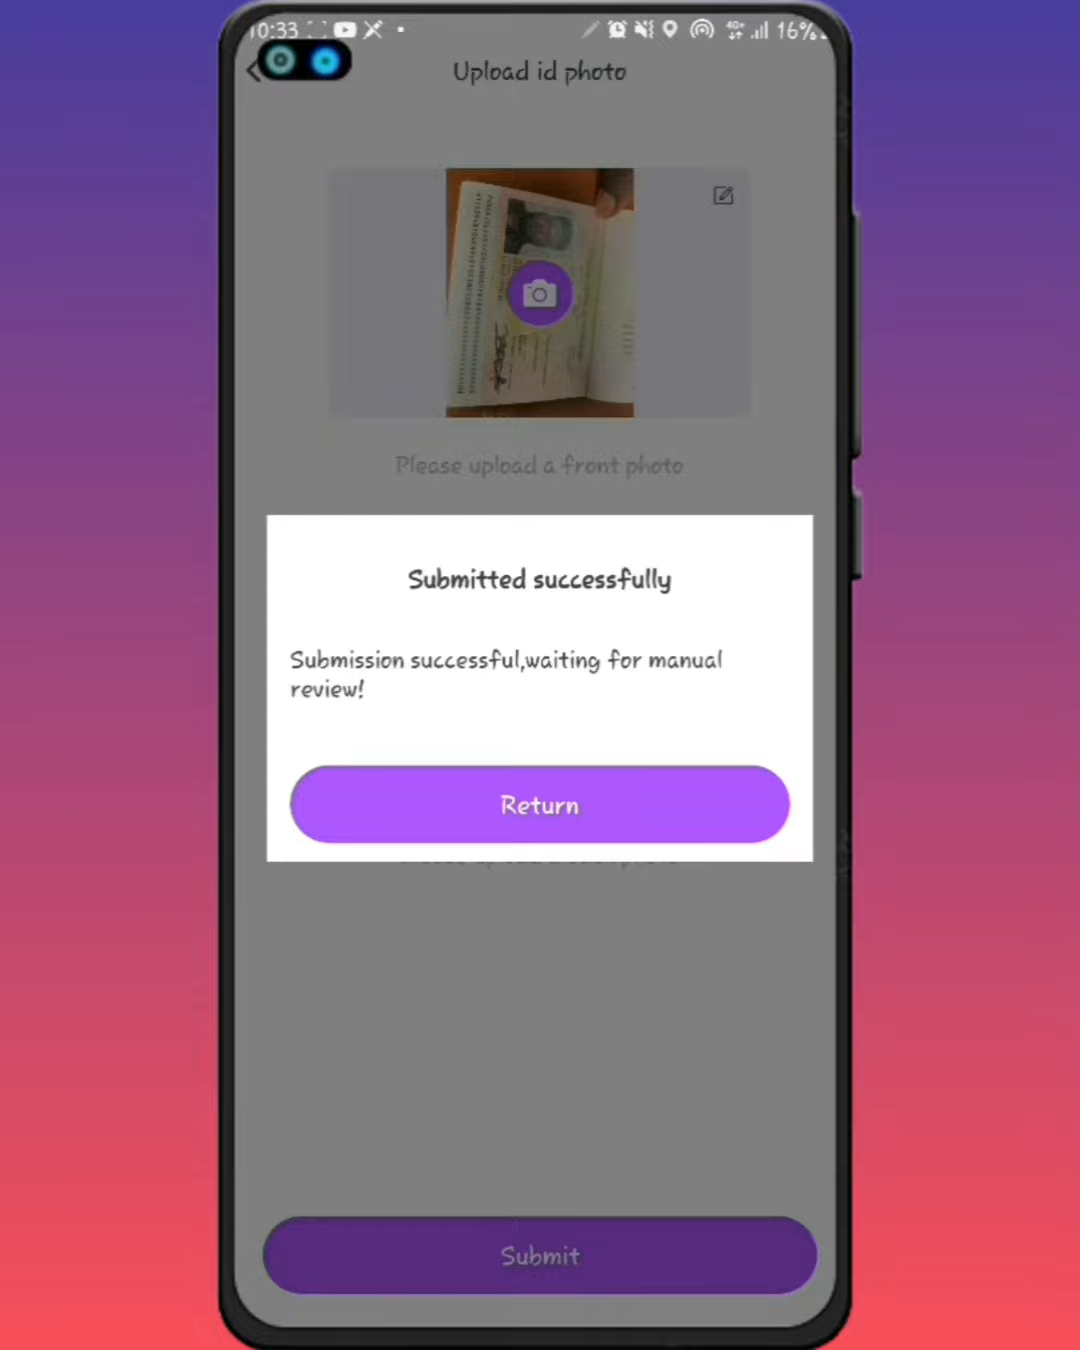 10:33
4G+
16%
Upload id photo
Please upload a front photo
Submitted successfully
Submission successful,waiting for manual
review!
Return
Submit